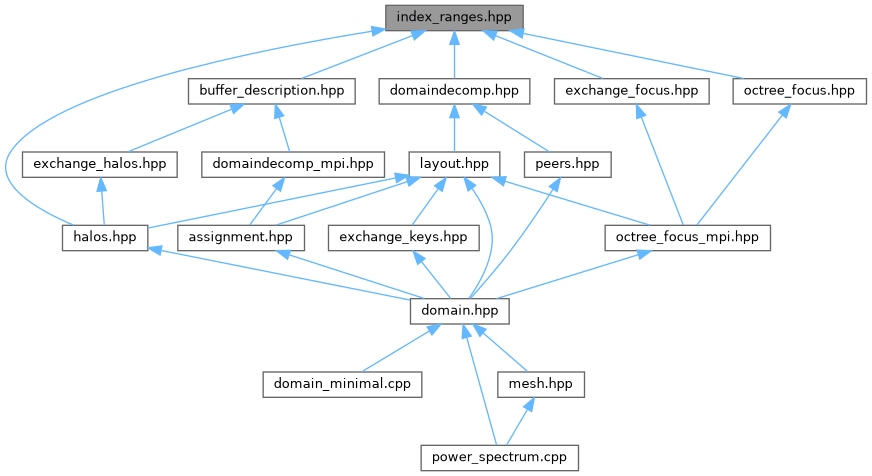 index_ranges.hpp
buffer_description.hpp
domaindecomp.hpp
exchange_focus.hpp
octree_focus.hpp
exchange_halos.hpp
domaindecomp_mpi.hpp
layout.hpp
peers.hpp
halos.hpp
assignment.hpp
exchange_keys.hpp
octree_focus_mpi.hpp
domain.hpp
domain_minimal.cpp
mesh.hpp
power_spectrum.cpp